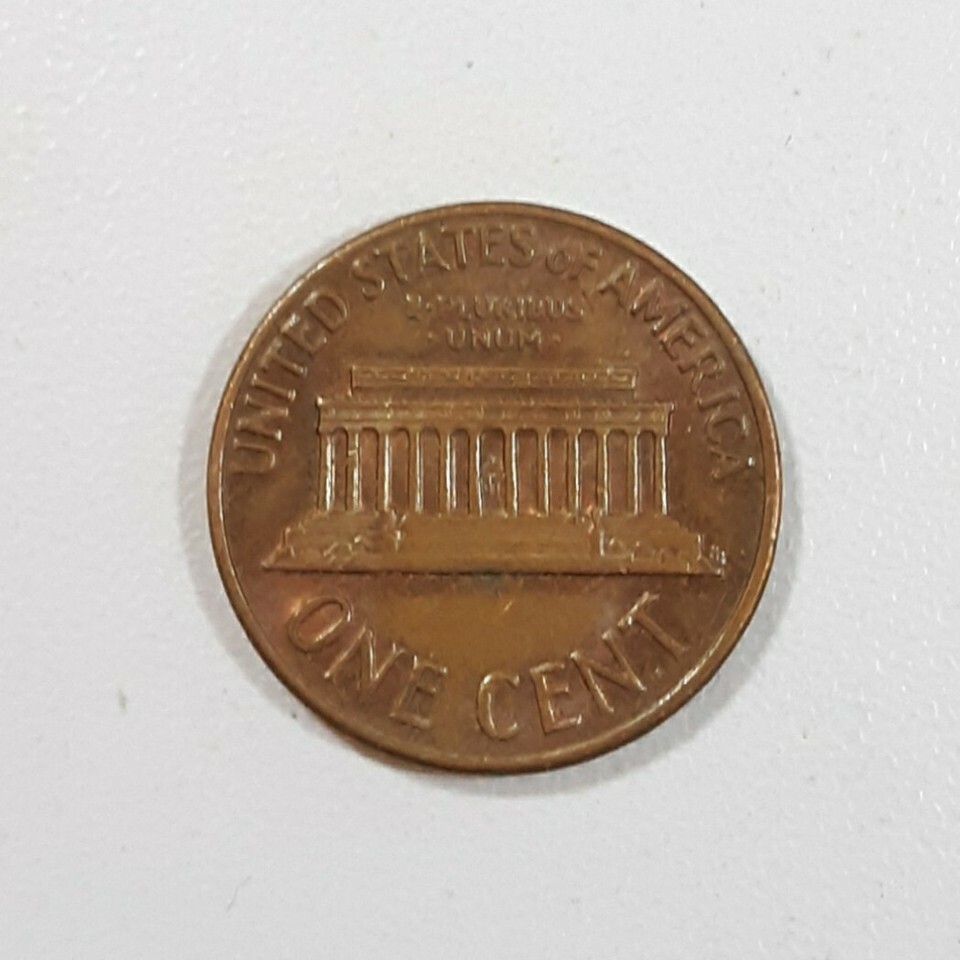 UNITED STATES OF AMERICA
E·PLURIBUS
·UNUM·
ONE CENT